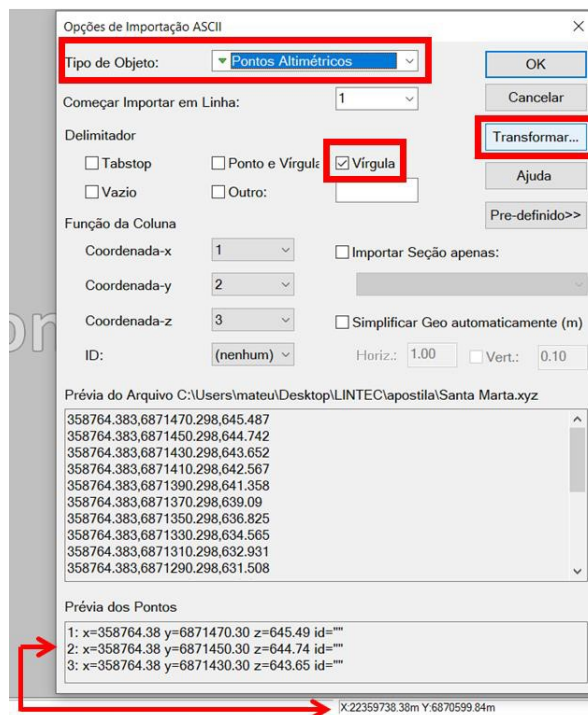 Opções de Importação ASCII
Tipo de Objeto: Pontos Altimétricos
OK
Começar Importar em Linha: 1
Cancelar
Delimitador
Transformar...
Tabstop Ponto e Vírgula Vírgula
Ajuda
Vazio Outro:
Pre-definido>>
Função da Coluna
Coordenada-x 1 Importar Seção apenas:
Coordenada-y 2
Coordenada-z 3 Simplificar Geo automaticamente (m)
ID: (nenhum) Horiz.: 1.00 Vert.: 0.10
Prévia do Arquivo C:\Users\mateu\Desktop\LINTEC\apostila\Santa Marta.xyz
358764.383,6871470.298,645.487
358764.383,6871450.298,644.742
358764.383,6871430.298,643.652
358764.383,6871410.298,642.567
358764.383,6871390.298,641.358
358764.383,6871370.298,639.09
358764.383,6871350.298,636.825
358764.383,6871330.298,634.565
358764.383,6871310.298,632.931
358764.383,6871290.298,631.508
Prévia dos Pontos
1: x=358764.38 y=6871470.30 z=645.49 id=""
2: x=358764.38 y=6871450.30 z=644.74 id=""
3: x=358764.38 y=6871430.30 z=643.65 id=""
X:22359738.38m Y:6870599.84m